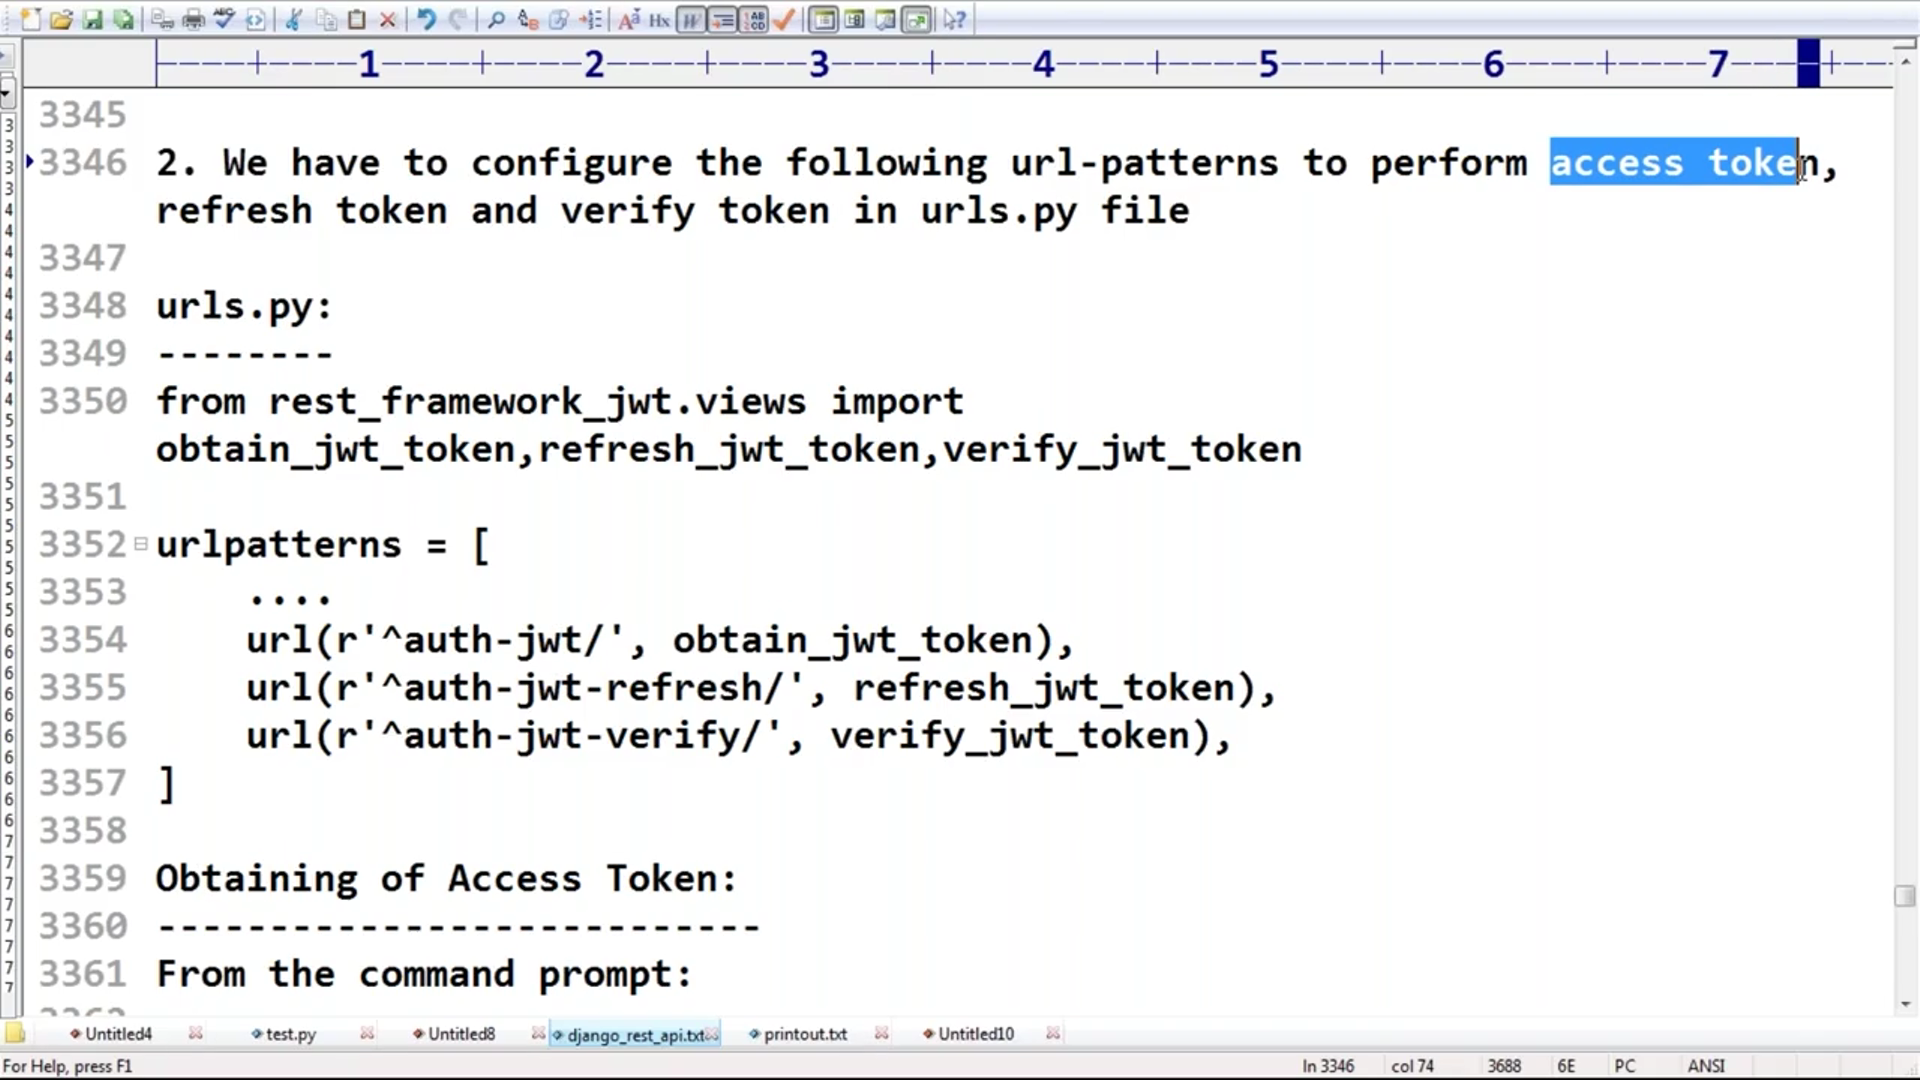 1 2 3 4 5 6 7
3345
3346 2. We have to configure the following url-patterns to perform access token,
refresh token and verify token in urls.py file
3347
3348 urls.py:
3349 --------
3350 from rest_framework_jwt.views import
obtain_jwt_token,refresh_jwt_token,verify_jwt_token
3351
3352 urlpatterns = [
3353 ....
3354 url(r'^auth-jwt/', obtain_jwt_token),
3355 url(r'^auth-jwt-refresh/', refresh_jwt_token),
3356 url(r'^auth-jwt-verify/', verify_jwt_token),
3357 ]
3358
3359 Obtaining of Access Token:
3360 ---------------------------
3361 From the command prompt:
Untitled4 test.py Untitled8 django_rest_api.txt printout.txt Untitled10
For Help, press F1 ln 3346 col 74 3688 6E PC ANSI